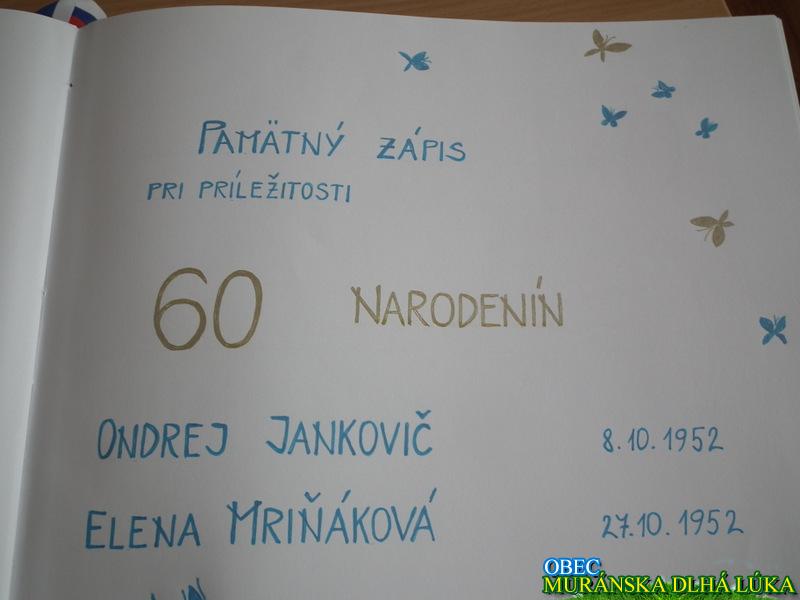 PAMÄTNÝ ZÁPIS
PRI PRÍLEŽITOSTI
60 NARODENÍN
ONDREJ JANKOVIČ 8.10.1952
ELENA MRIŇÁKOVÁ 27.10.1952
OBEC
MURÁNSKA DLHÁ LÚKA